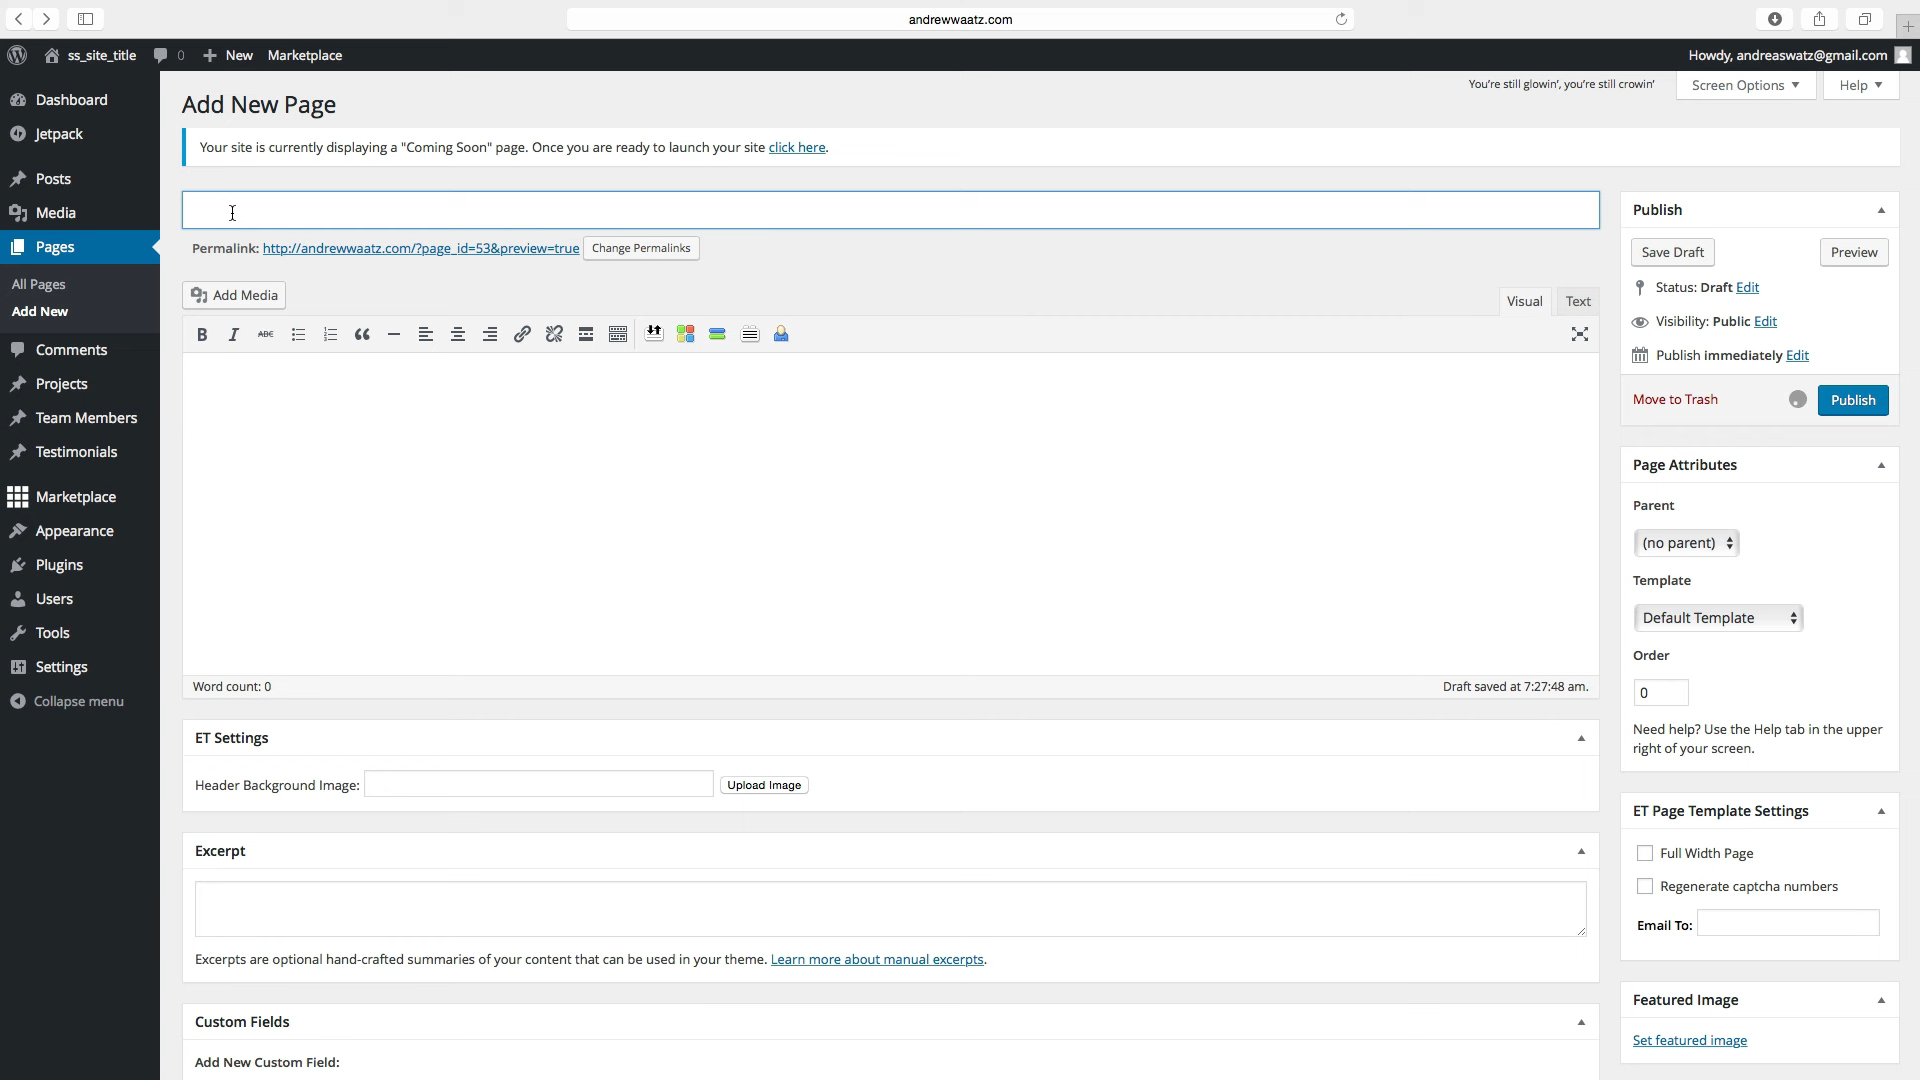 andrewwaatz.com
ss_site_title 0 New Marketplace Howdy, andreaswatz@gmail.com
You're still glowin', you're still crowin' Screen Options Help
Dashboard
Jetpack
Posts
Media
Pages
All Pages
Add New
Comments
Projects
Team Members
Testimonials
Marketplace
Appearance
Plugins
Users
Tools
Settings
Collapse menu
Add New Page
Your site is currently displaying a "Coming Soon" page. Once you are ready to launch your site click here.
Permalink: http://andrewwaatz.com/?page_id=53&preview=true Change Permalinks
Add Media Visual Text
B I ABC
Word count: 0 Draft saved at 7:27:48 am.
ET Settings
Header Background Image: Upload Image
Excerpt
Excerpts are optional hand-crafted summaries of your content that can be used in your theme. Learn more about manual excerpts.
Custom Fields
Add New Custom Field:
Publish
Save Draft Preview
Status: Draft Edit
Visibility: Public Edit
Publish immediately Edit
Move to Trash Publish
Page Attributes
Parent
(no parent)
Template
Default Template
Order
0
Need help? Use the Help tab in the upper
right of your screen.
ET Page Template Settings
Full Width Page
Regenerate captcha numbers
Email To:
Featured Image
Set featured image